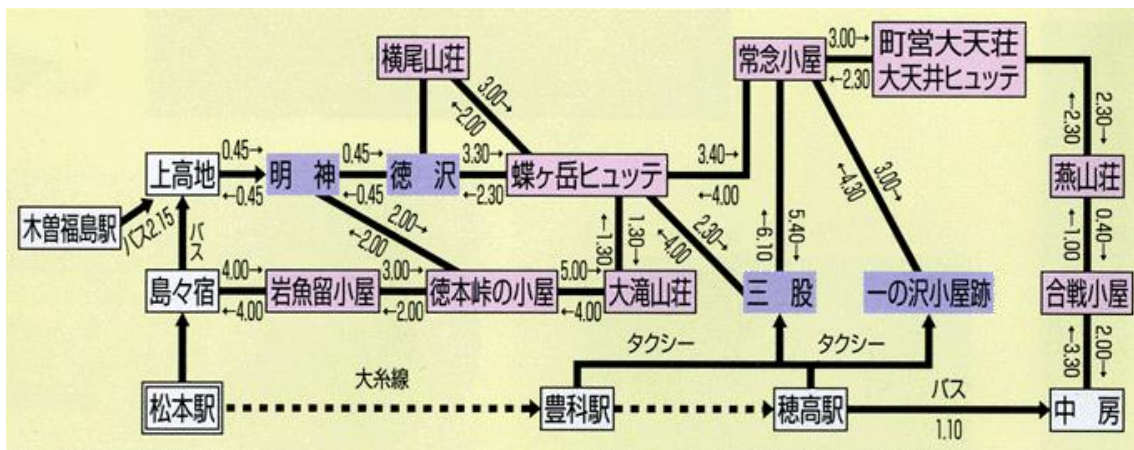 横尾山荘
常念小屋
3.00→
←2.30
町営大天荘
大天井ヒュッテ
3.00→
←2.00
2.30→
←2.30
上高地
0.45→
←0.45
明神
0.45→
←0.45
徳沢
3.30→
←2.30
蝶ヶ岳ヒュッテ
3.40→
←4.00
3.00→
←4.30
燕山荘
木曽福島駅
バス2.15
バス
2.00→
←2.00
1.30→
←1.30
2.30→
←4.00
5.40→
←6.10
0.40→
←1.00
島々宿
4.00→
←4.00
岩魚留小屋
3.00→
←2.00
徳本峠の小屋
5.00→
←4.00
大滝山荘
三股
一の沢小屋跡
合戦小屋
タクシー
タクシー
2.00→
←3.30
松本駅
大糸線
豊科駅
穂高駅
バス
1.10
中房